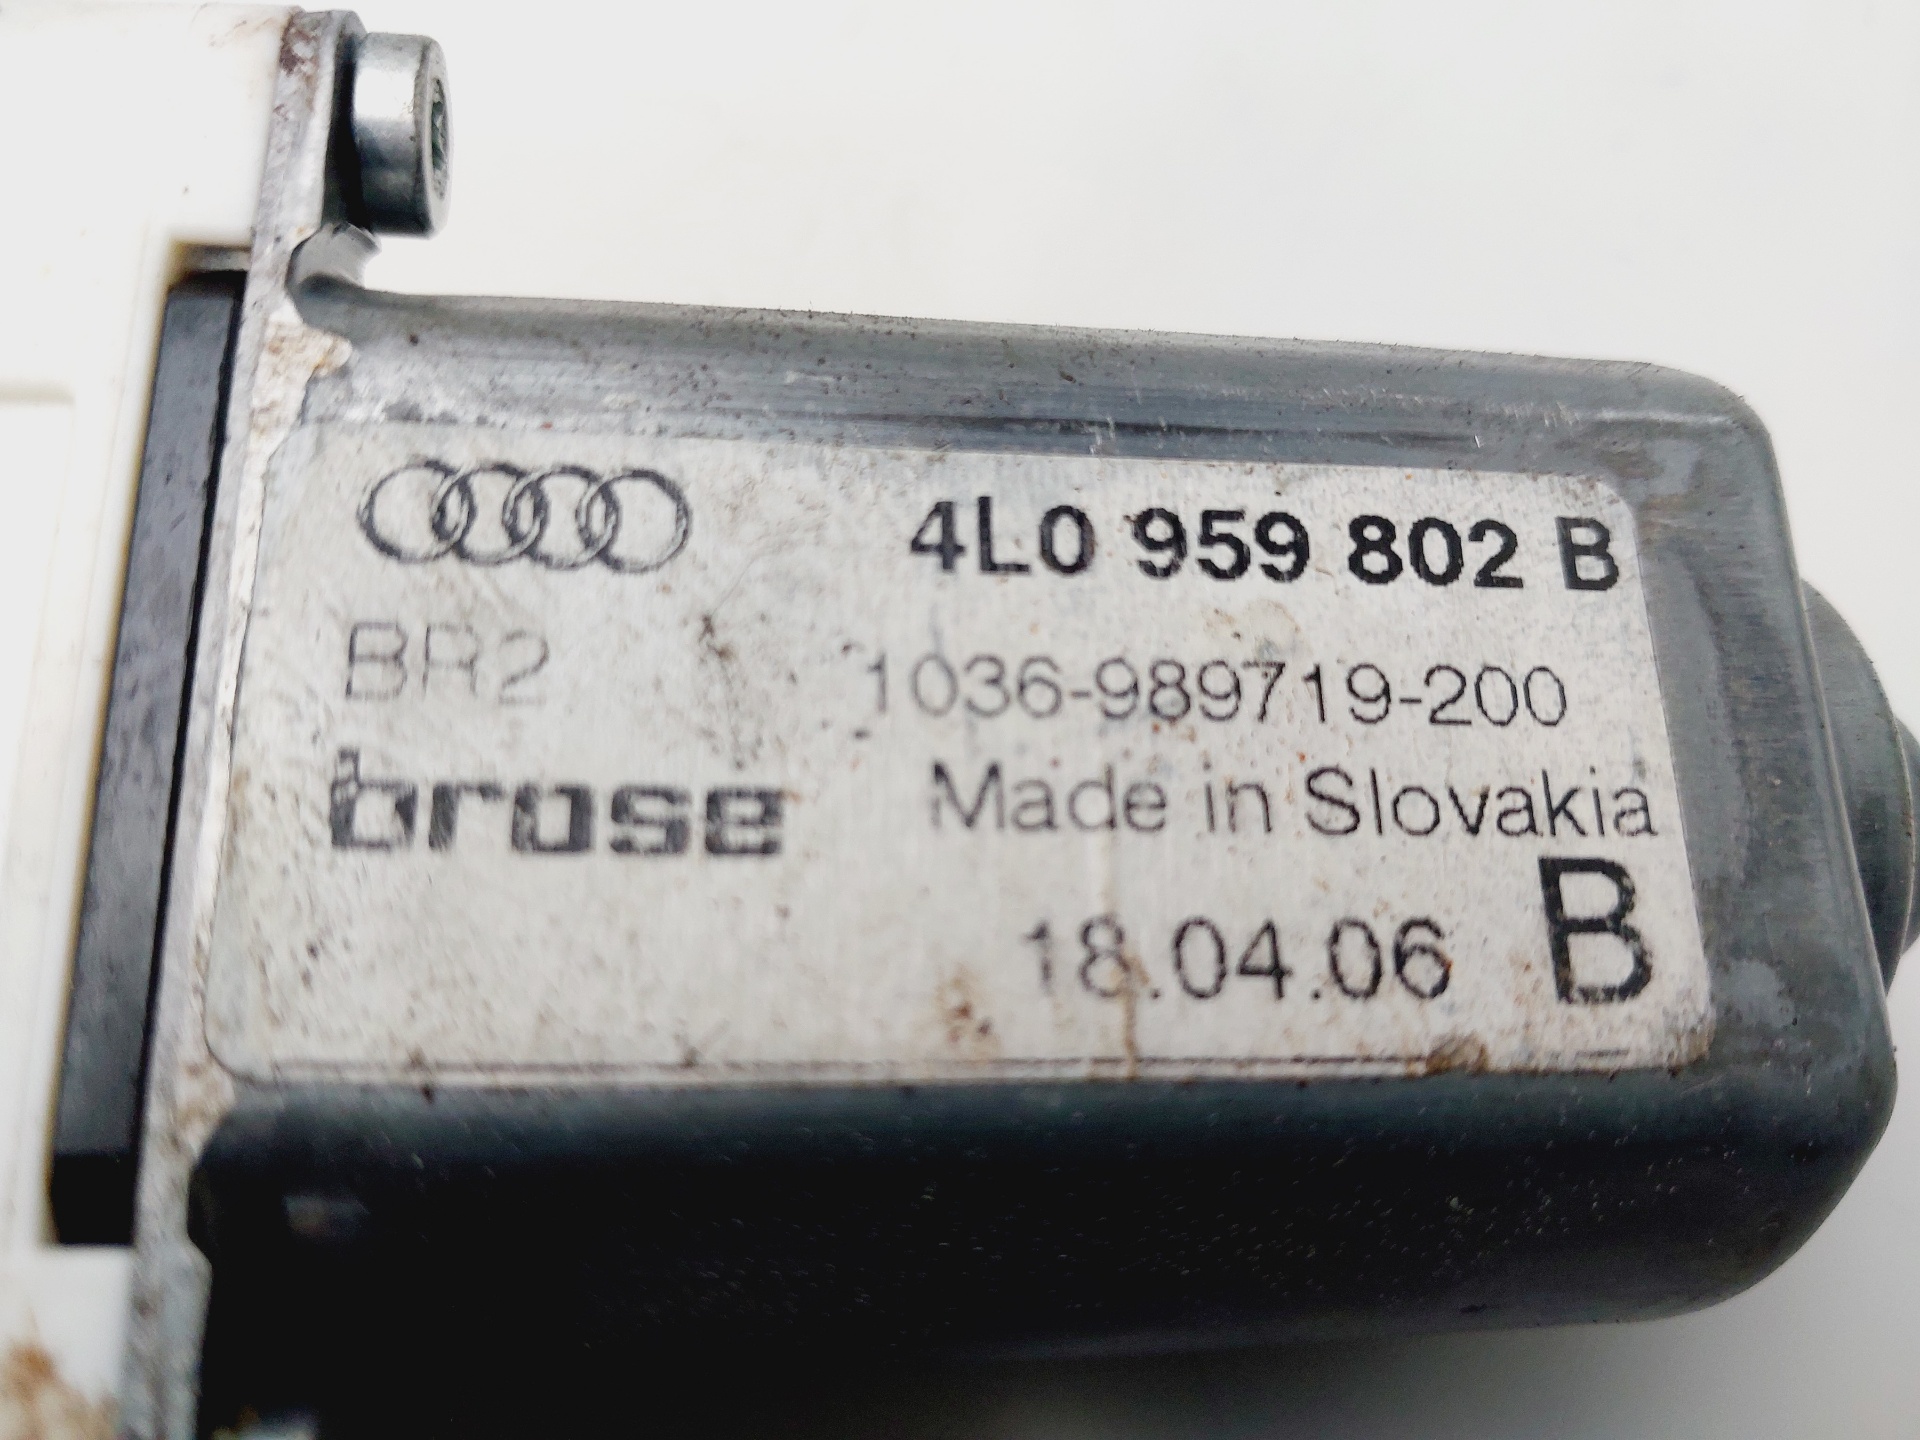 4L0 959 802 B
BR2 1036-989719-200
brose Made in Slovakia
18.04.06 B